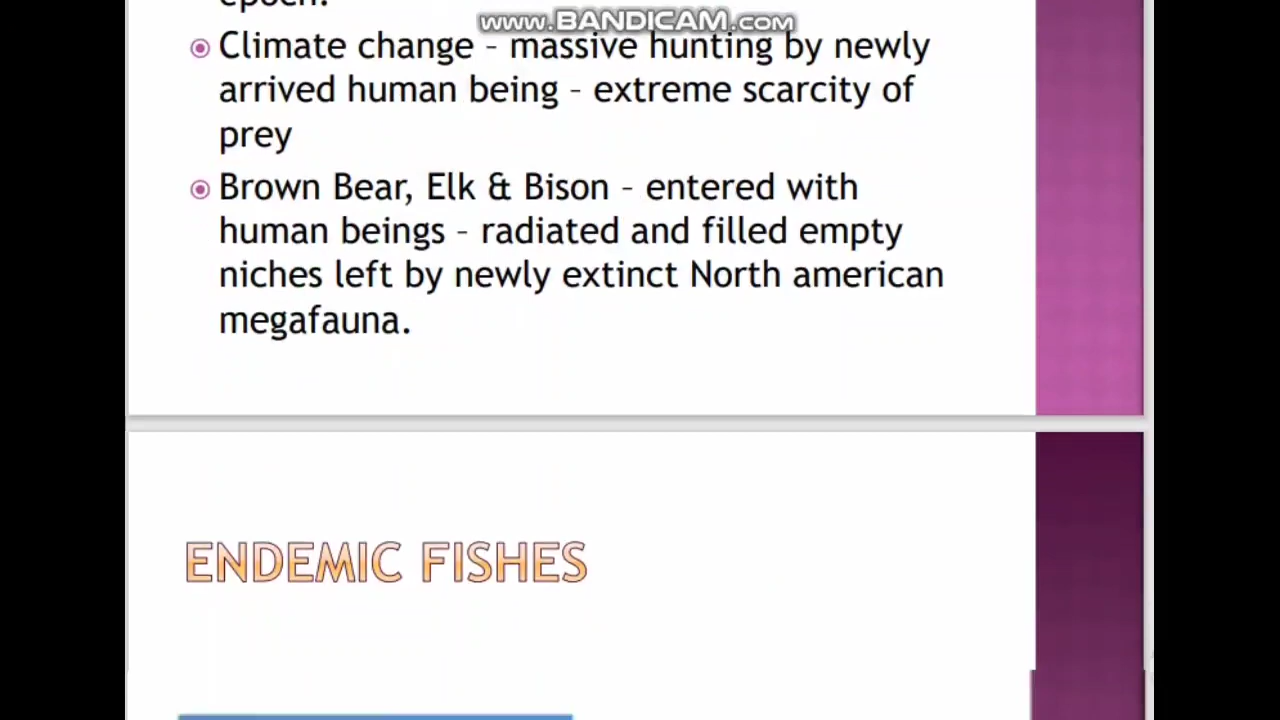 epoch.
www.BANDICAM.com
Climate change – massive hunting by newly
arrived human being – extreme scarcity of
prey
Brown Bear, Elk & Bison – entered with
human beings – radiated and filled empty
niches left by newly extinct North american
megafauna.
ENDEMIC FISHES